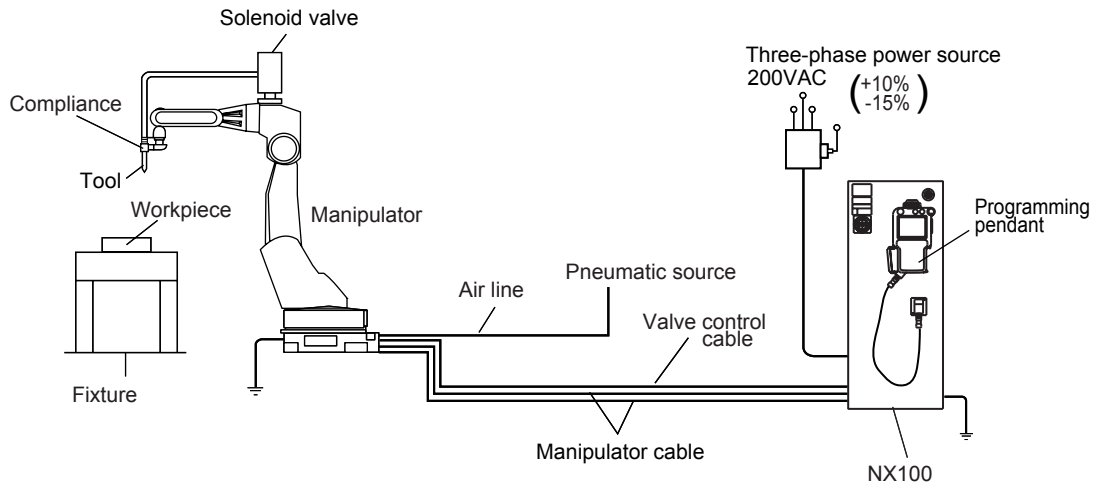 Solenoid valve
Three-phase power source
200VAC (+10%
-15%)
Compliance
Tool
Workpiece
Manipulator
Programming
pendant
Pneumatic source
Air line
Valve control
cable
Fixture
Manipulator cable
NX100